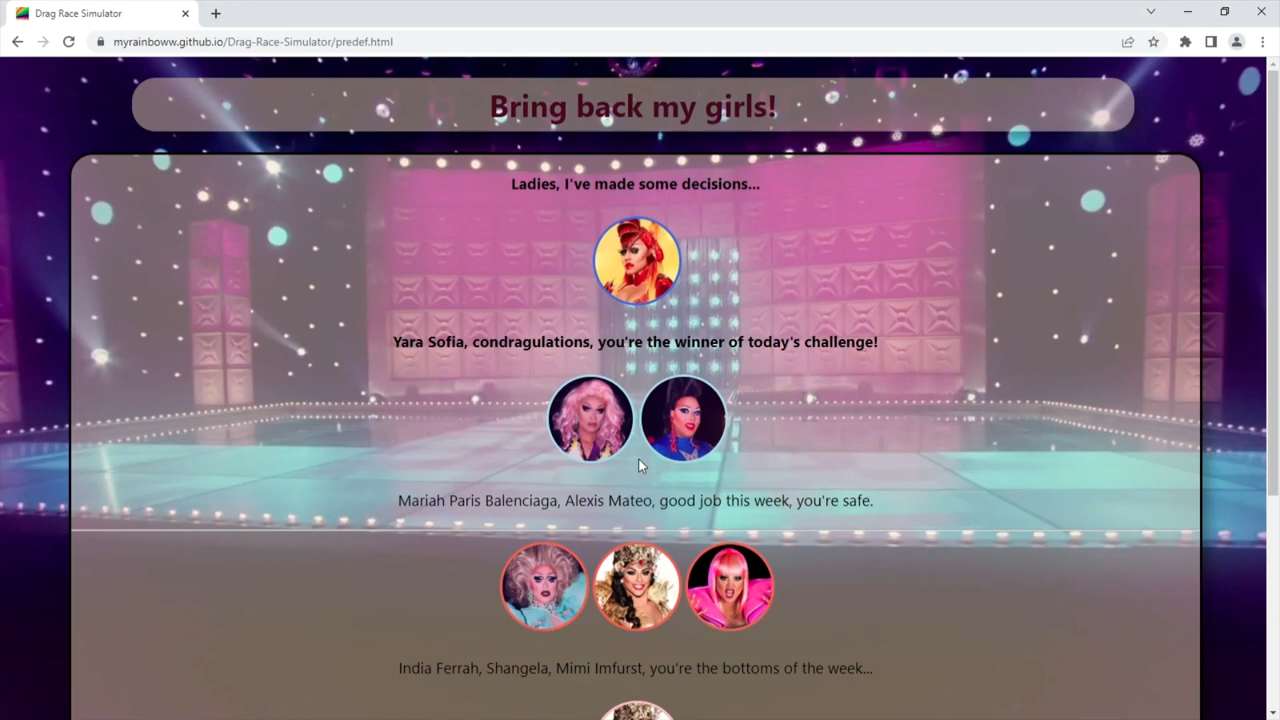 Drag Race Simulator
myrainboww.github.io/Drag-Race-Simulator/predef.html
Bring back my girls!
Ladies, I've made some decisions...
Yara Sofia, condragulations, you're the winner of today's challenge!
Mariah Paris Balenciaga, Alexis Mateo, good job this week, you're safe.
India Ferrah, Shangela, Mimi Imfurst, you're the bottoms of the week...